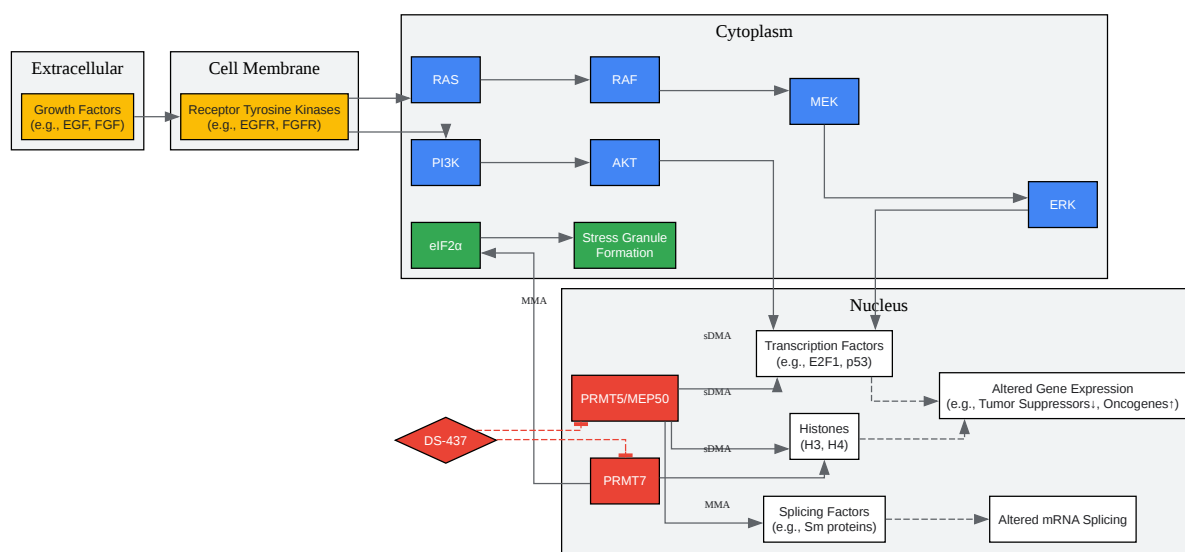 Cytoplasm
Extracellular
Cell Membrane
Growth Factors
(e.g., EGF, FGF)
Receptor Tyrosine Kinases
(e.g., EGFR, FGFR)
RAS
RAF
MEK
PI3K
AKT
ERK
eIF2α
Stress Granule
Formation
MMA
Nucleus
sDMA
Transcription Factors
(e.g., E2F1, p53)
PRMT5/MEP50
sDMA
Altered Gene Expression
(e.g., Tumor Suppressors↓, Oncogenes↑)
DS-437
sDMA
Histones
(H3, H4)
PRMT7
MMA
Splicing Factors
(e.g., Sm proteins)
Altered mRNA Splicing